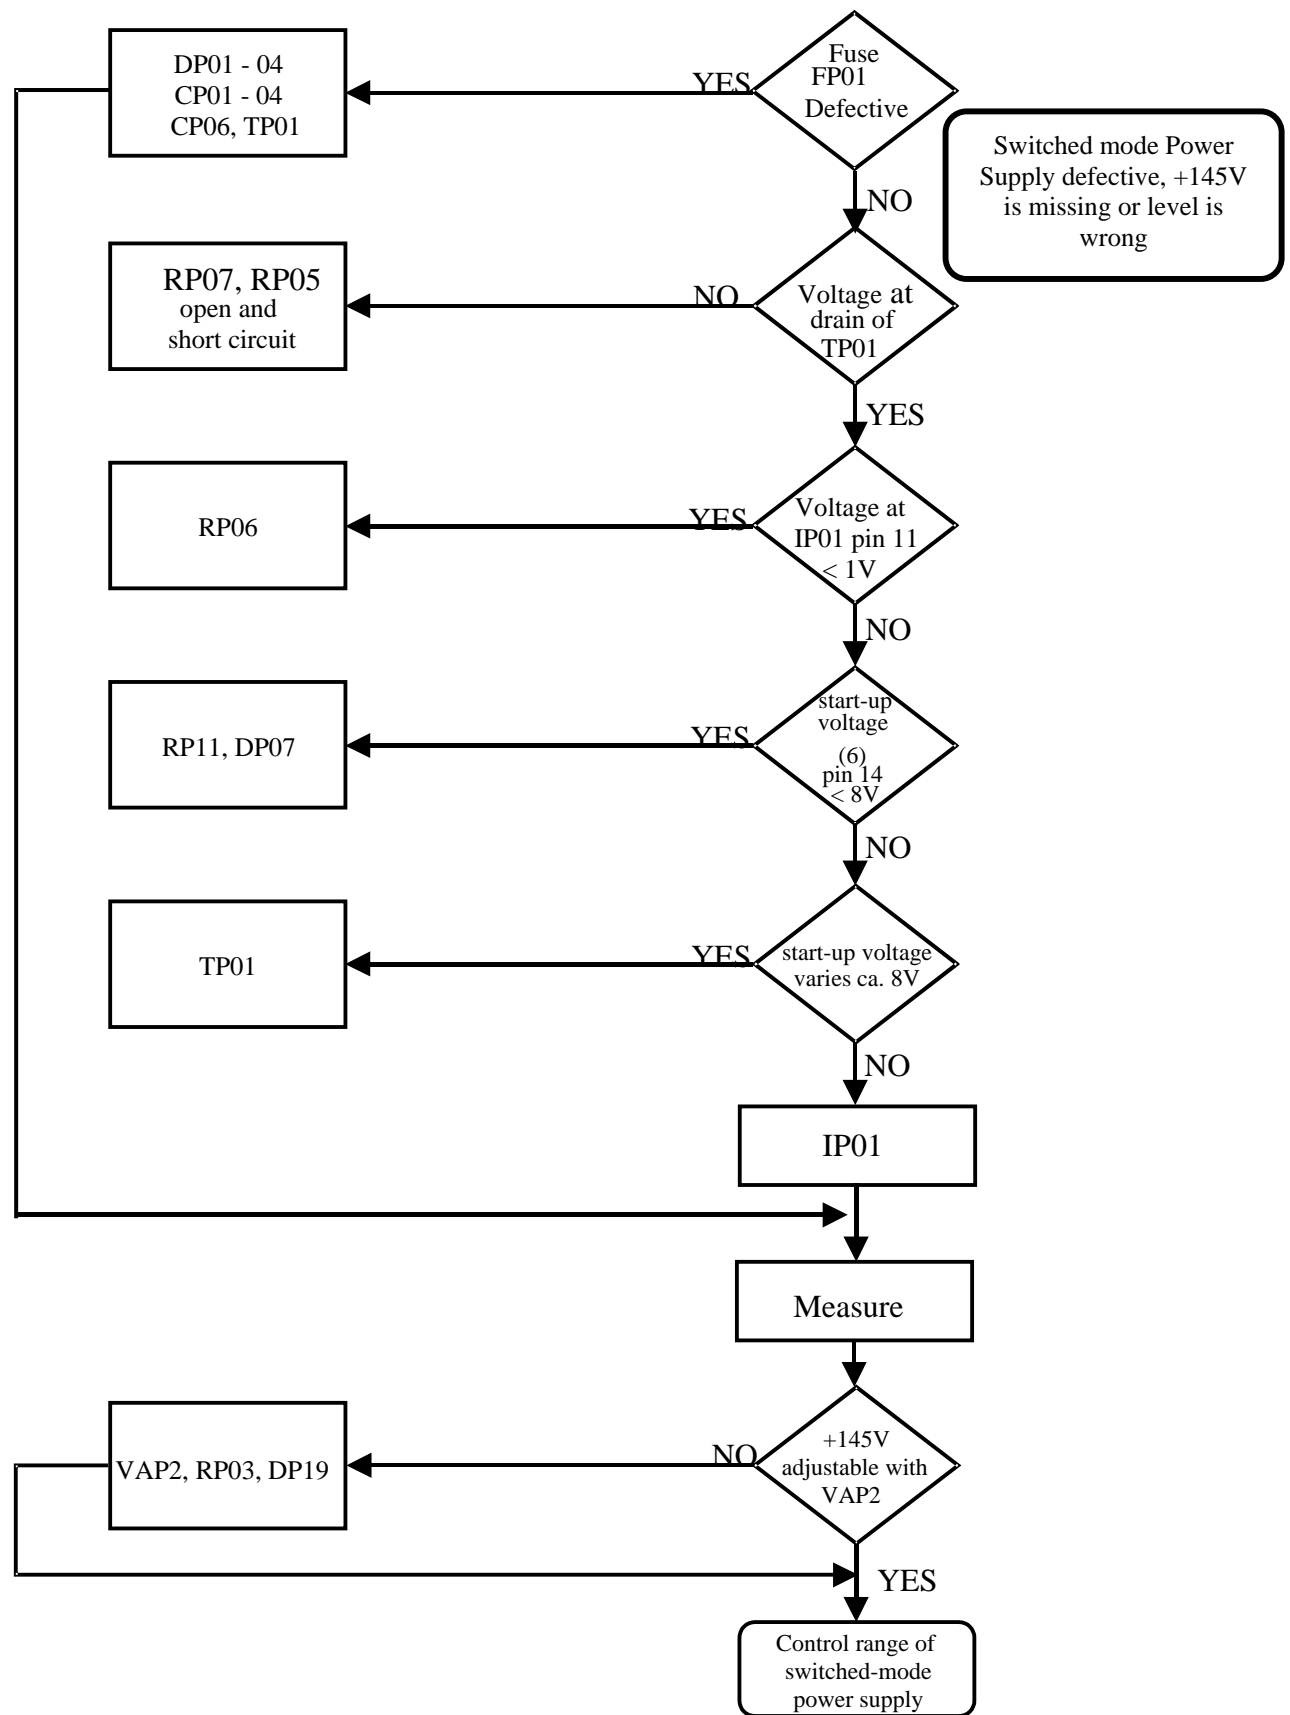 DP01 - 04
CP01 - 04
CP06, TP01
YES
Fuse
FP01
Defective
Switched mode Power
Supply defective, +145V
is missing or level is
wrong
NO
RP07, RP05
open and
short circuit
NO
Voltage at
drain of
TP01
YES
RP06
YES
Voltage at
IP01 pin 11
< 1V
NO
RP11, DP07
YES
start-up
voltage
(6)
pin 14
< 8V
NO
TP01
YES
start-up voltage
varies ca. 8V
NO
IP01
Measure
VAP2, RP03, DP19
NO
+145V
adjustable with
VAP2
YES
Control range of
switched-mode
power supply